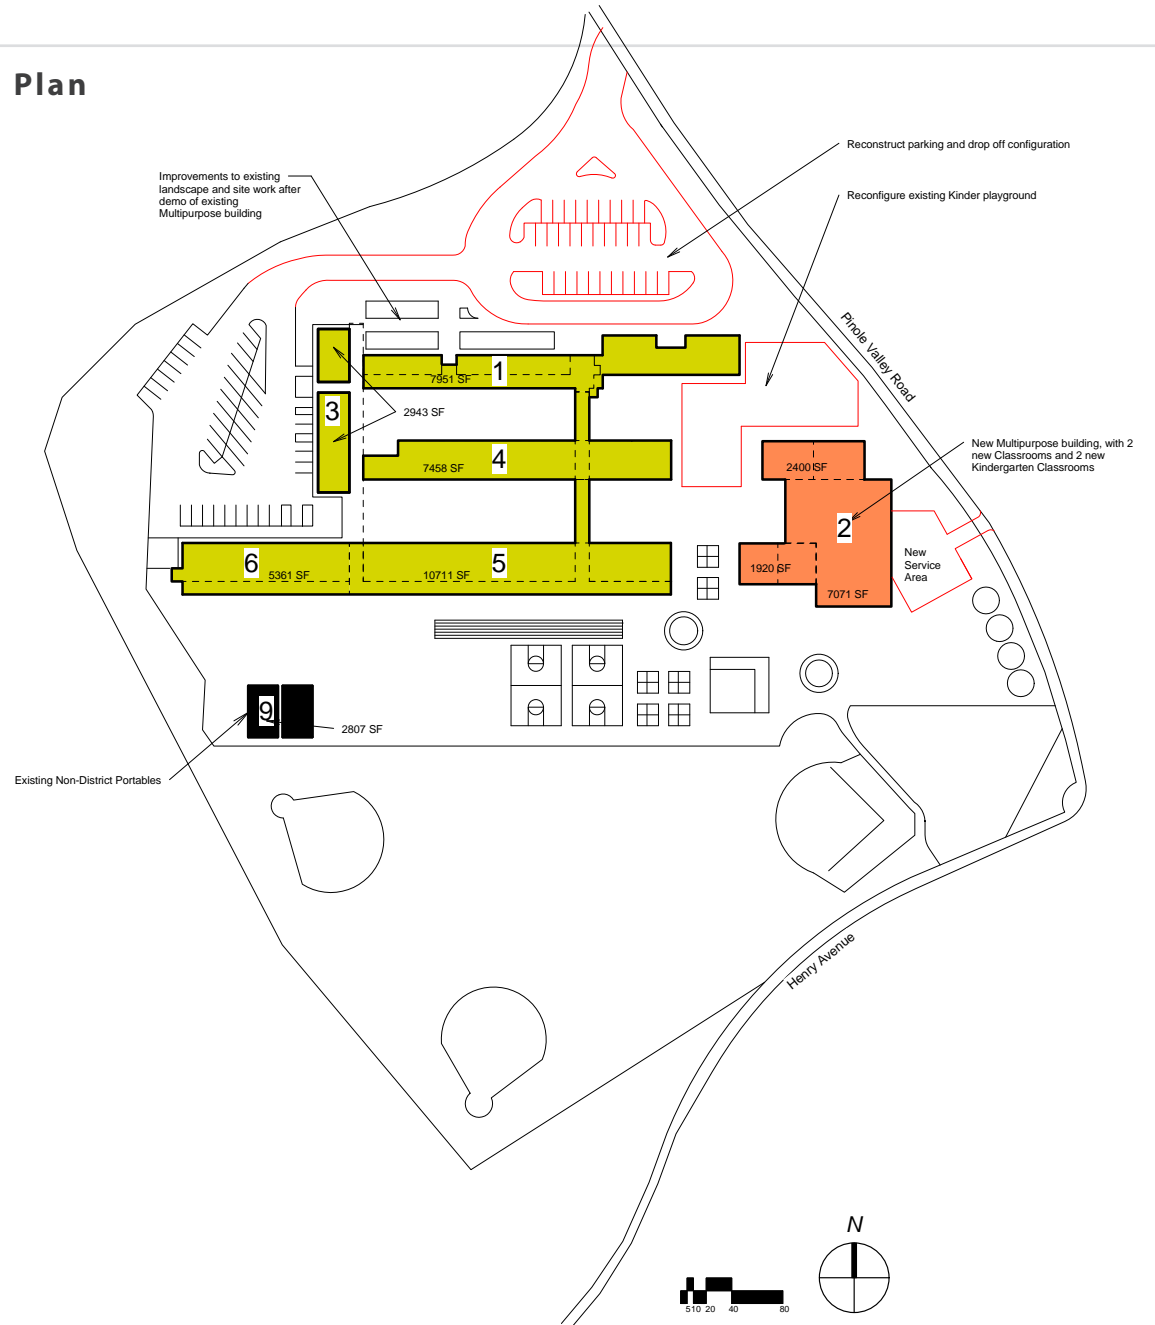 Plan
Reconstruct parking and drop off configuration
Improvements to existing
landscape and site work after
demo of existing
Multipurpose building
Reconfigure existing Kinder playground
Pinole Valley Road
1
7951 SF
3
2943 SF
4
7458 SF
New Multipurpose building, with 2
new Classrooms and 2 new
Kindergarten Classrooms
2400 SF
2
New
Service
Area
6
5361 SF
5
10711 SF
1920 SF
7071 SF
9
2807 SF
Existing Non-District Portables
Henry Avenue
N
5 10 20 40 80